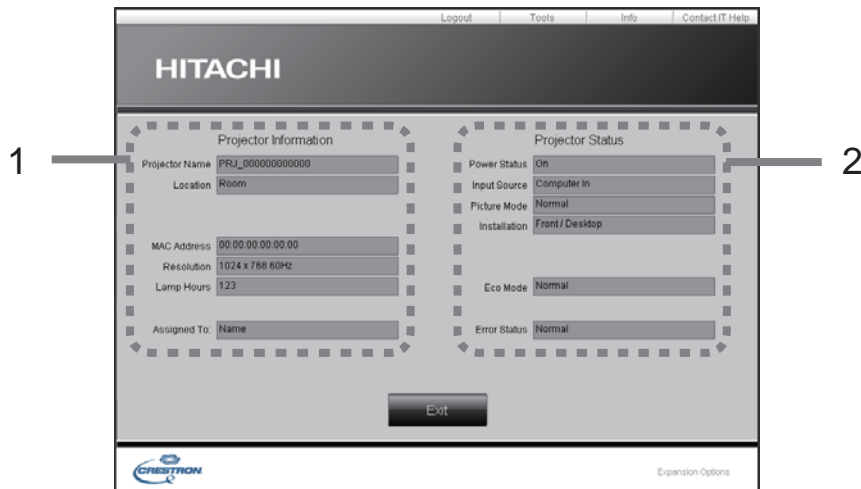 Logout Tools Info Contact IT Help
HITACHI
1
2
Projector Information
Projector Name PRJ_000000000000
Location Room
MAC Address 00:00:00:00:00:00
Resolution 1024 x 768 60Hz
Lamp Hours 123
Assigned To: Name
Projector Status
Power Status On
Input Source Computer In
Picture Mode Normal
Installation Front / Desktop
Eco Mode Normal
Error Status Normal
Exit
CRESTRON
Expansion Options